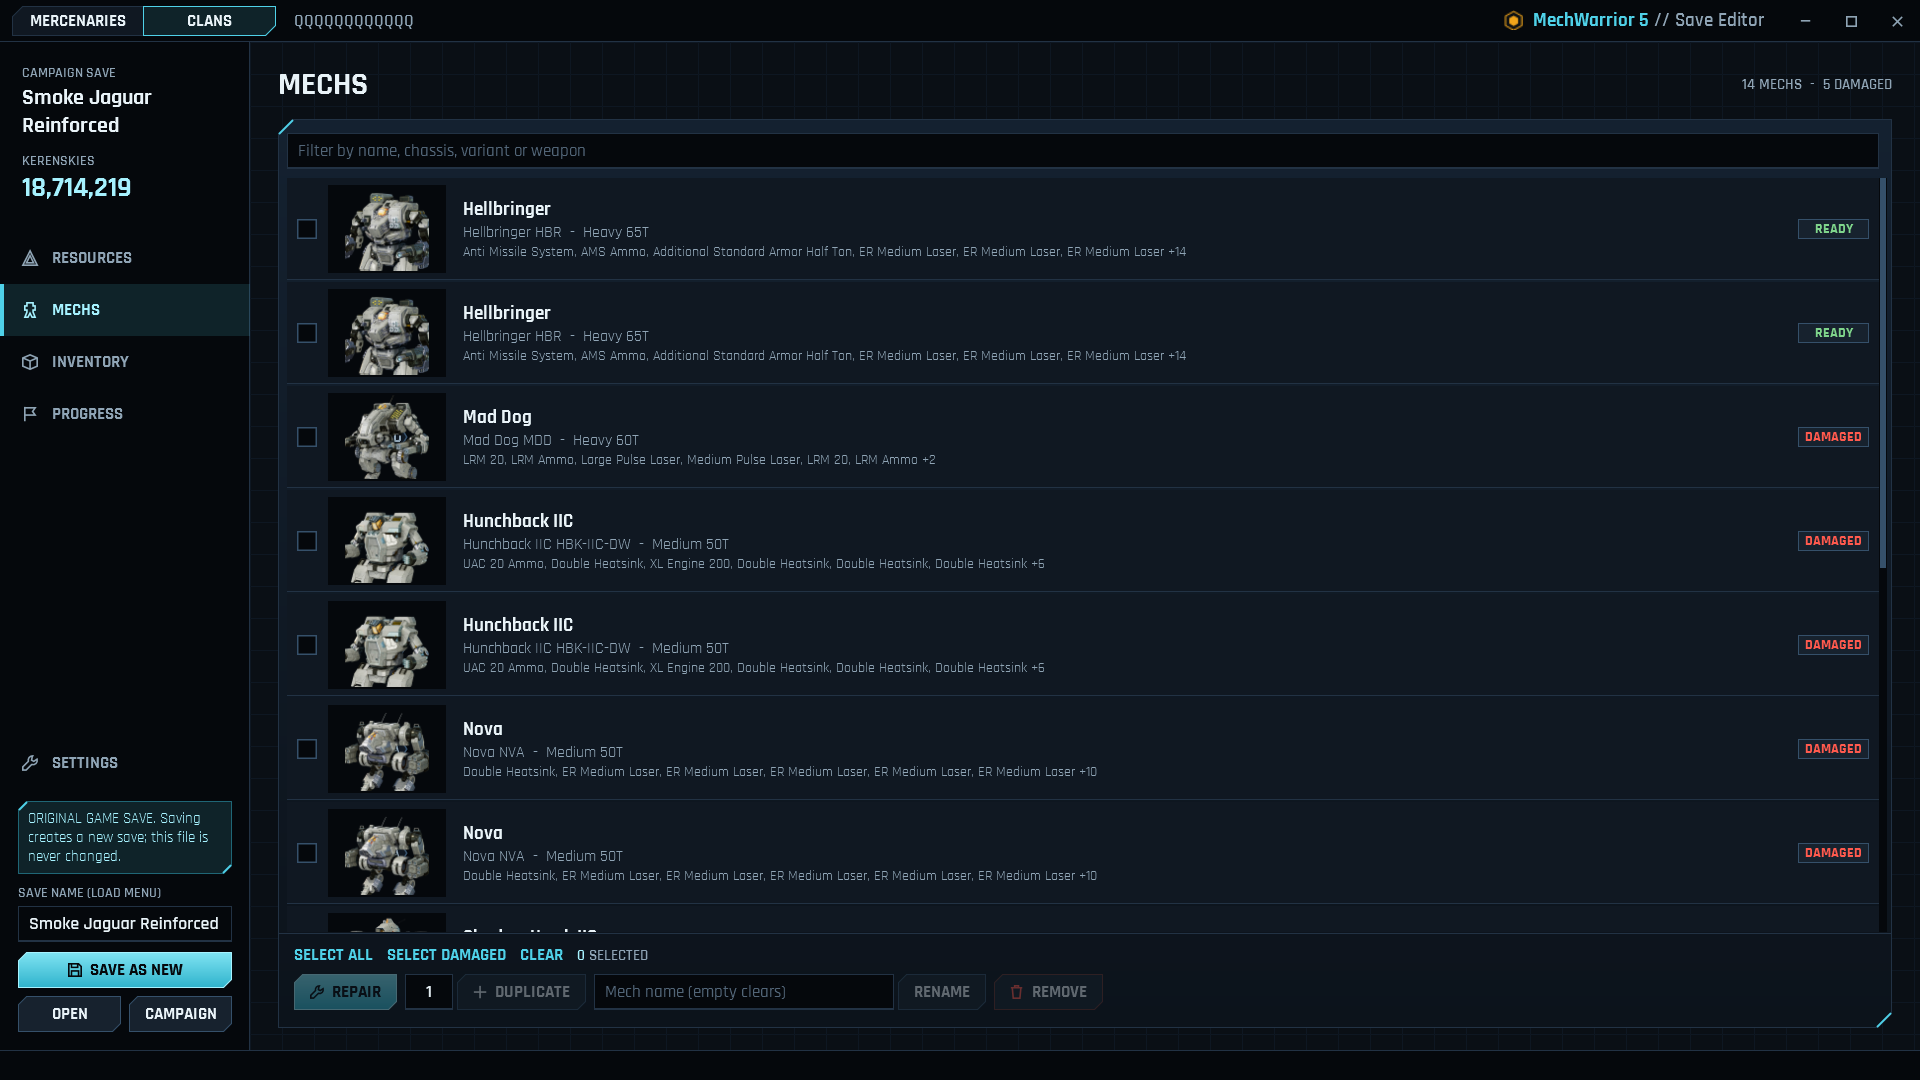 MERCENARIES
CLANS
QQQQQQQQQQQQ
MechWarrior 5 // Save Editor
CAMPAIGN SAVE
Smoke Jaguar
Reinforced
KERENSKIES
18,714,219
RESOURCES
MECHS
INVENTORY
PROGRESS
SETTINGS
ORIGINAL GAME SAVE. Saving
creates a new save; this file is
never changed.
SAVE NAME (LOAD MENU)
Smoke Jaguar Reinforced
SAVE AS NEW
OPEN
CAMPAIGN
MECHS
14 MECHS - 5 DAMAGED
Filter by name, chassis, variant or weapon
Hellbringer
Hellbringer HBR - Heavy 65T
Anti Missile System, AMS Ammo, Additional Standard Armor Half Ton, ER Medium Laser, ER Medium Laser, ER Medium Laser +14
READY
Hellbringer
Hellbringer HBR - Heavy 65T
Anti Missile System, AMS Ammo, Additional Standard Armor Half Ton, ER Medium Laser, ER Medium Laser, ER Medium Laser +14
READY
Mad Dog
Mad Dog MDD - Heavy 60T
LRM 20, LRM Ammo, Large Pulse Laser, Medium Pulse Laser, LRM 20, LRM Ammo +2
DAMAGED
Hunchback IIC
Hunchback IIC HBK-IIC-DW - Medium 50T
UAC 20 Ammo, Double Heatsink, XL Engine 200, Double Heatsink, Double Heatsink, Double Heatsink +6
DAMAGED
Hunchback IIC
Hunchback IIC HBK-IIC-DW - Medium 50T
UAC 20 Ammo, Double Heatsink, XL Engine 200, Double Heatsink, Double Heatsink, Double Heatsink +6
DAMAGED
Nova
Nova NVA - Medium 50T
Double Heatsink, ER Medium Laser, ER Medium Laser, ER Medium Laser, ER Medium Laser, ER Medium Laser +10
DAMAGED
Nova
Nova NVA - Medium 50T
Double Heatsink, ER Medium Laser, ER Medium Laser, ER Medium Laser, ER Medium Laser, ER Medium Laser +10
DAMAGED
SELECT ALL
SELECT DAMAGED
CLEAR
0 SELECTED
REPAIR
1
DUPLICATE
Mech name (empty clears)
RENAME
REMOVE